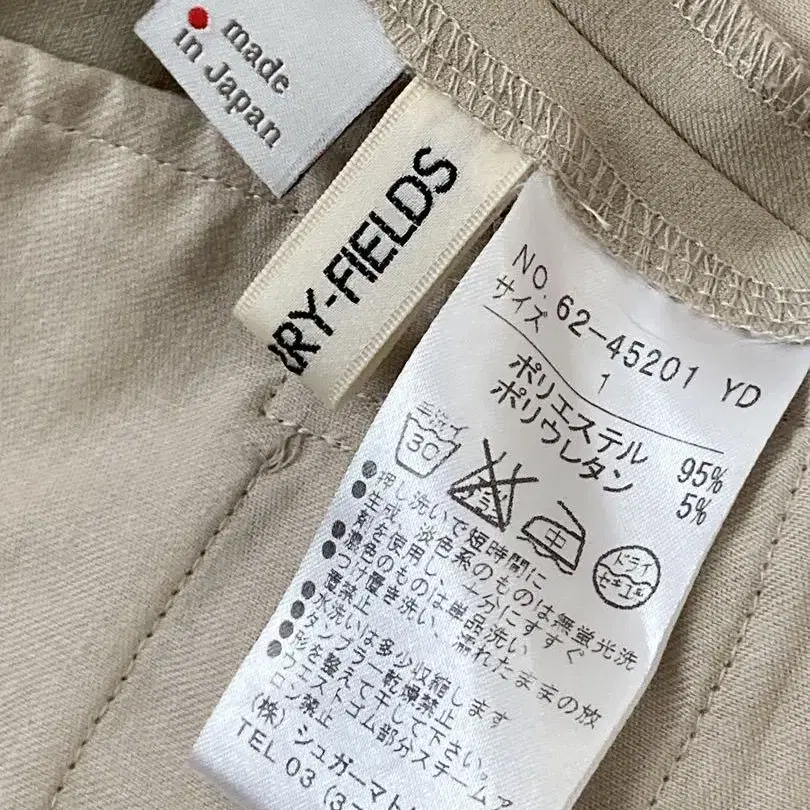 made
in Japan
RY-FIELDS
NO. 62-45201 YD
サイズ 1
ポリエステル 95%
ポリウレタン 5%
手洗イ
30
エンソサラシ
中
ドライ
セキユ系
●押し洗いで短時間に
●生成、淡色系のものは無蛍光洗
剤を使用し、十分にすすぐ
●濃色のものは単品洗い
●つけ置き洗い、濡れたままの放
置禁止
●水洗いは多少収縮します
●タンブラー乾燥禁止
●形を整えて干して下さい。
●ウエストゴム部分スチームア
ロン禁止
(株)シュガーマト
TEL 03 (3